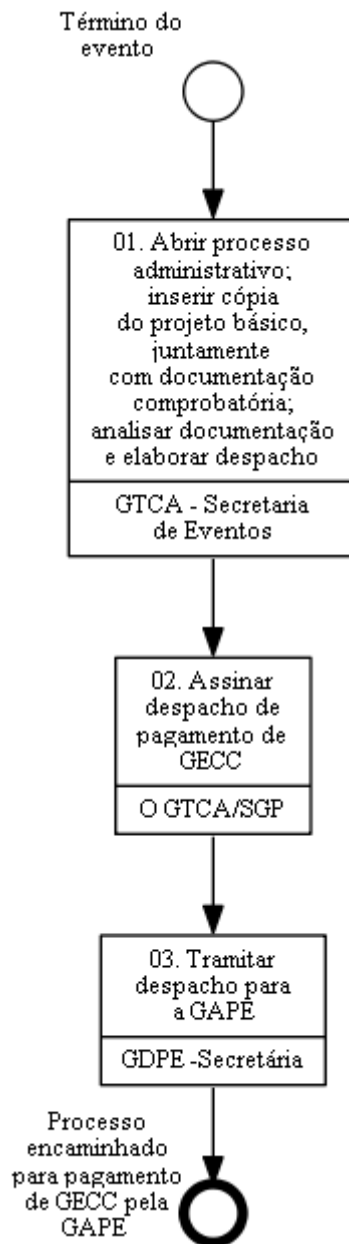 Término do
evento
01. Abrir processo
administrativo;
inserir cópia
do projeto básico,
juntamente
com documentação
comprobatória;
analisar documentação
e elaborar despacho
GTCA - Secretaria
de Eventos
02. Assinar
despacho de
pagamento de
GECC
O GTCA/SGP
03. Tramitar
despacho para
a GAPE
GDPE -Secretária
Processo
encaminhado
para pagamento
de GECC pela
GAPE